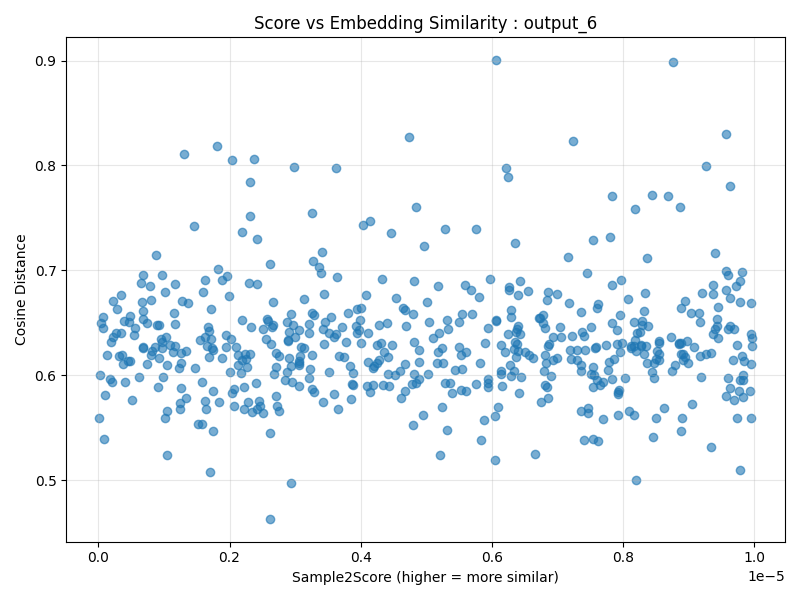 Score vs Embedding Similarity : output_6
Cosine Distance
0.9
0.8
0.7
0.6
0.5
0.0 0.2 0.4 0.6 0.8 1.0
1e−5
Sample2Score (higher = more similar)